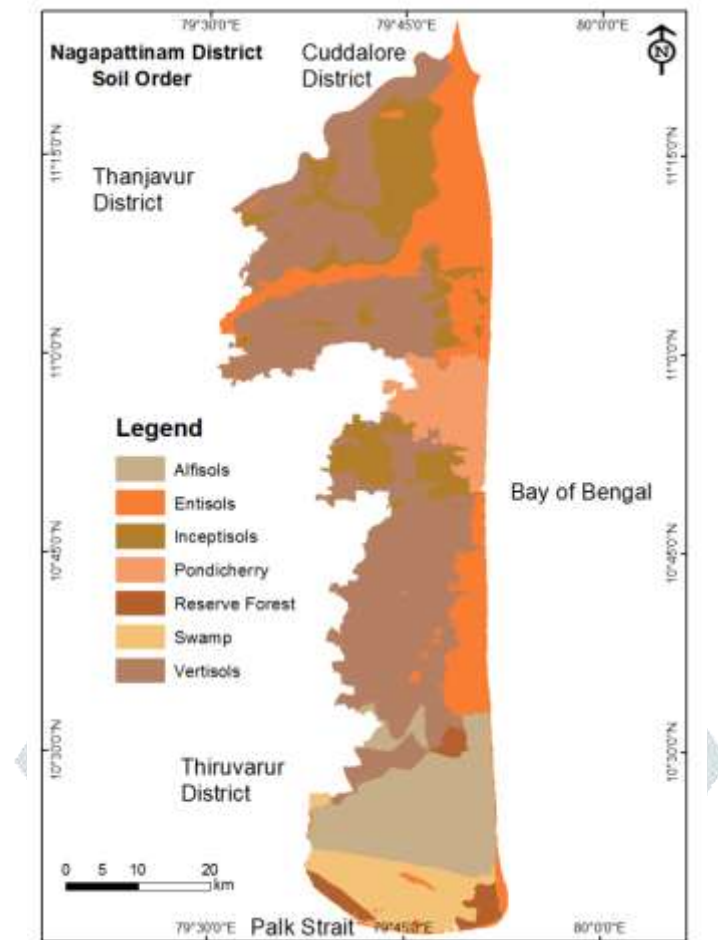 79°30'0"E 79°45'0"E 80°0'0"E
Nagapattinam District
Soil Order
Cuddalore
District
N
11°15'0"N 11°15'0"N
Thanjavur
District
11°0'0"N 11°0'0"N
Legend
Alfisols
Entisols
Inceptisols
Pondicherry
Reserve Forest
Swamp
Vertisols
Bay of Bengal
10°45'0"N 10°45'0"N
10°30'0"N 10°30'0"N
Thiruvarur
District
0 5 10 20
km
79°30'0"E 79°45'0"E 80°0'0"E
Palk Strait